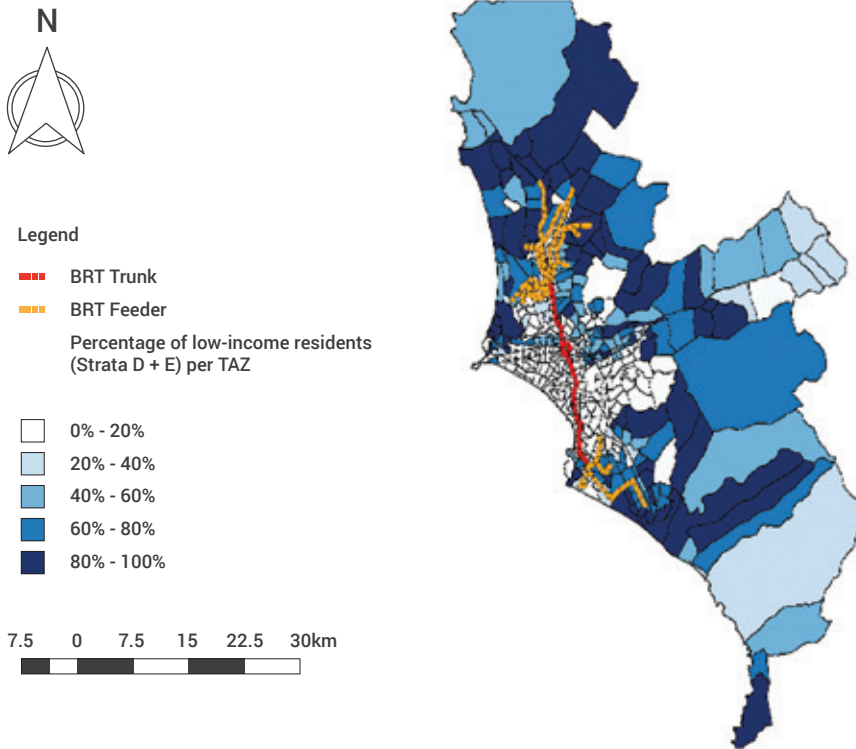 N
Legend
BRT Trunk
BRT Feeder
Percentage of low-income residents
(Strata D + E) per TAZ
0% - 20%
20% - 40%
40% - 60%
60% - 80%
80% - 100%
7.5 0 7.5 15 22.5 30km